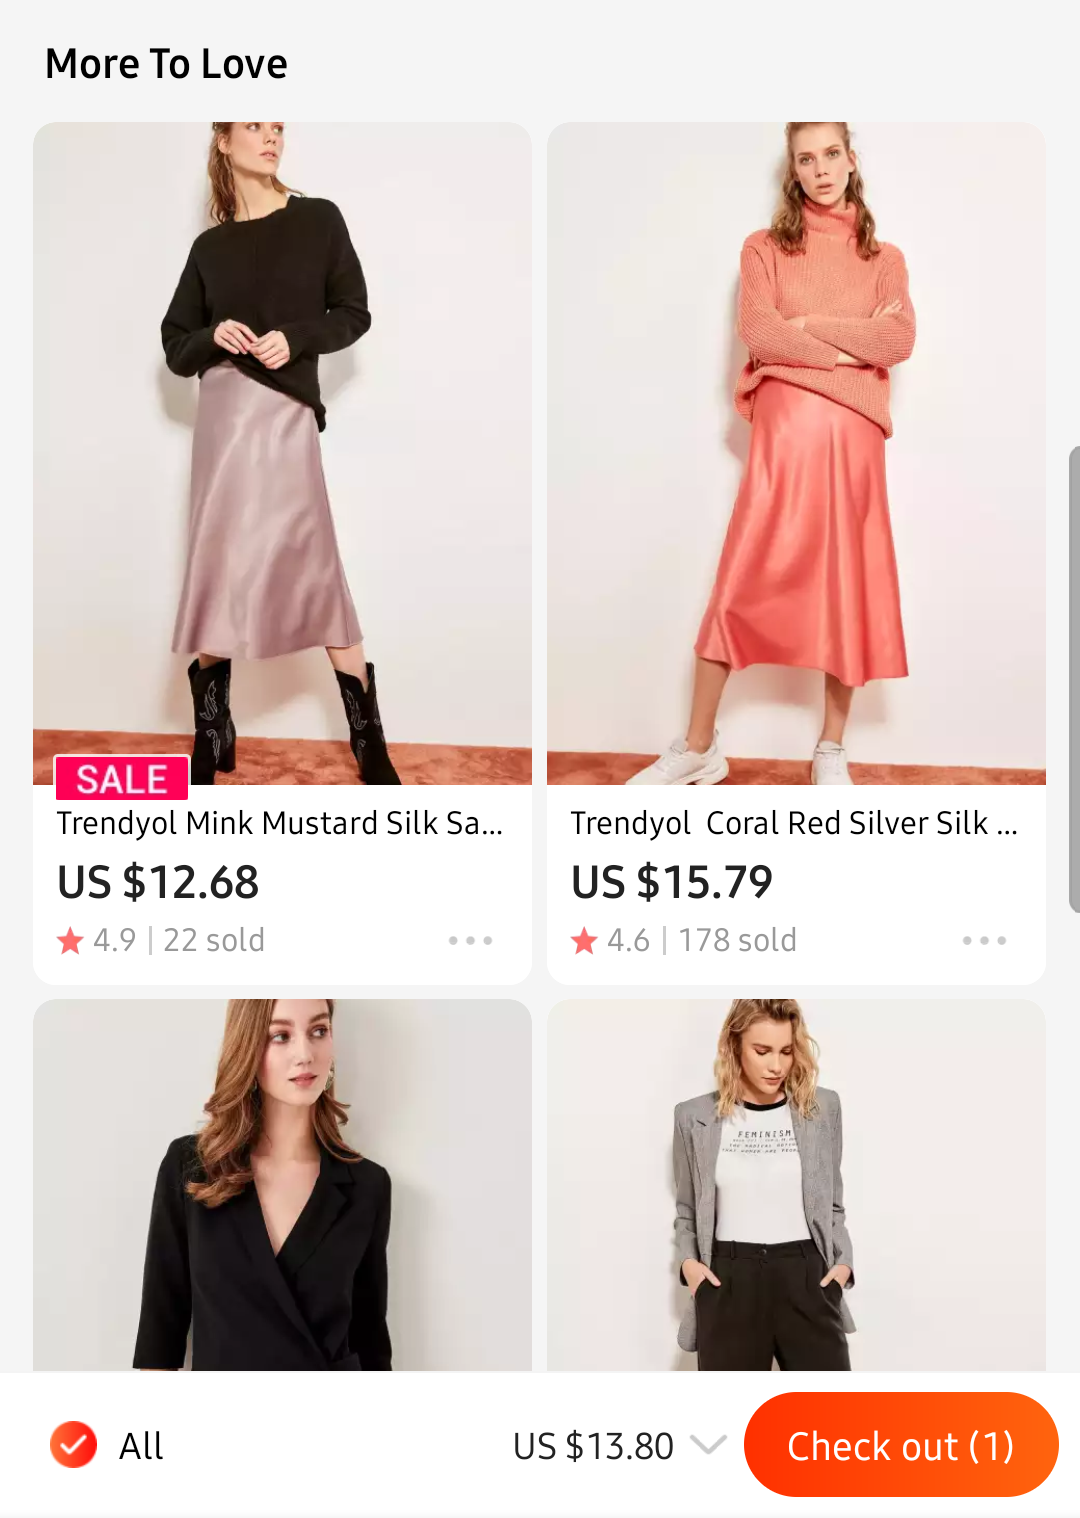 More To Love
SALE
Trendyol Mink Mustard Silk Sa...
US $12.68
4.9 | 22 sold
Trendyol  Coral Red Silver Silk ...
US $15.79
4.6 | 178 sold
FEMINISM
All
US $13.80
Check out (1)